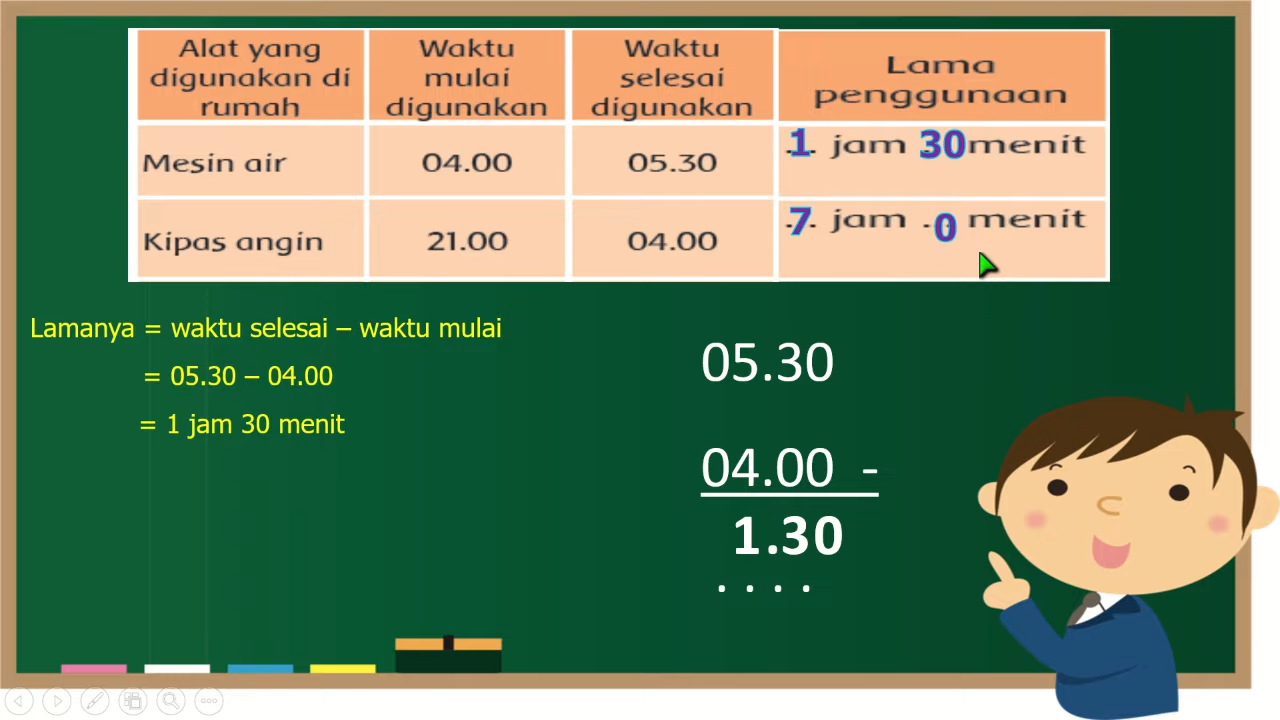 Alat yang
digunakan di
rumah
Waktu
mulai
digunakan
Waktu
selesai
digunakan
Lama
penggunaan
Mesin air
04.00
05.30
1 jam 30 menit
Kipas angin
21.00
04.00
7 jam 0 menit
Lamanya = waktu selesai – waktu mulai
= 05.30 – 04.00
= 1 jam 30 menit
05.30
04.00 -
1.30
. . . .